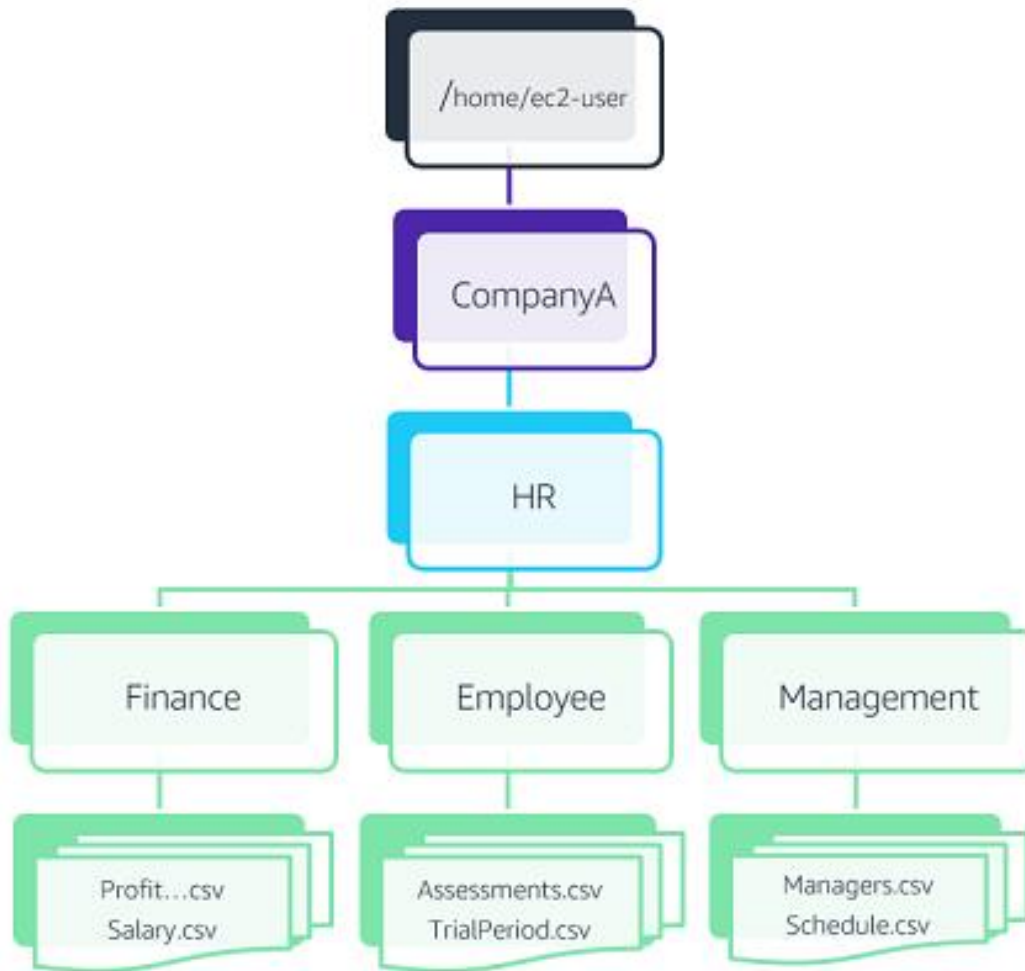 /home/ec2-user
CompanyA
HR
Finance
Employee
Management
Profit...csv
Salary.csv
Assessments.csv
TrialPeriod.csv
Managers.csv
Schedule.csv